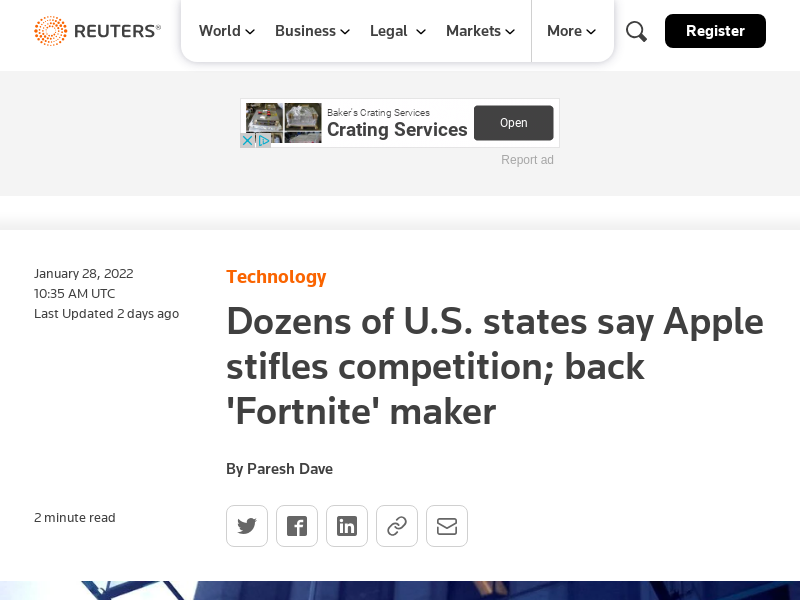 REUTERS®
World
Business
Legal
Markets
More
Register
Baker's Crating Services
Crating Services
Open
Report ad
January 28, 2022
10:35 AM UTC
Last Updated 2 days ago
Technology
Dozens of U.S. states say Apple
stifles competition; back
'Fortnite' maker
By Paresh Dave
2 minute read